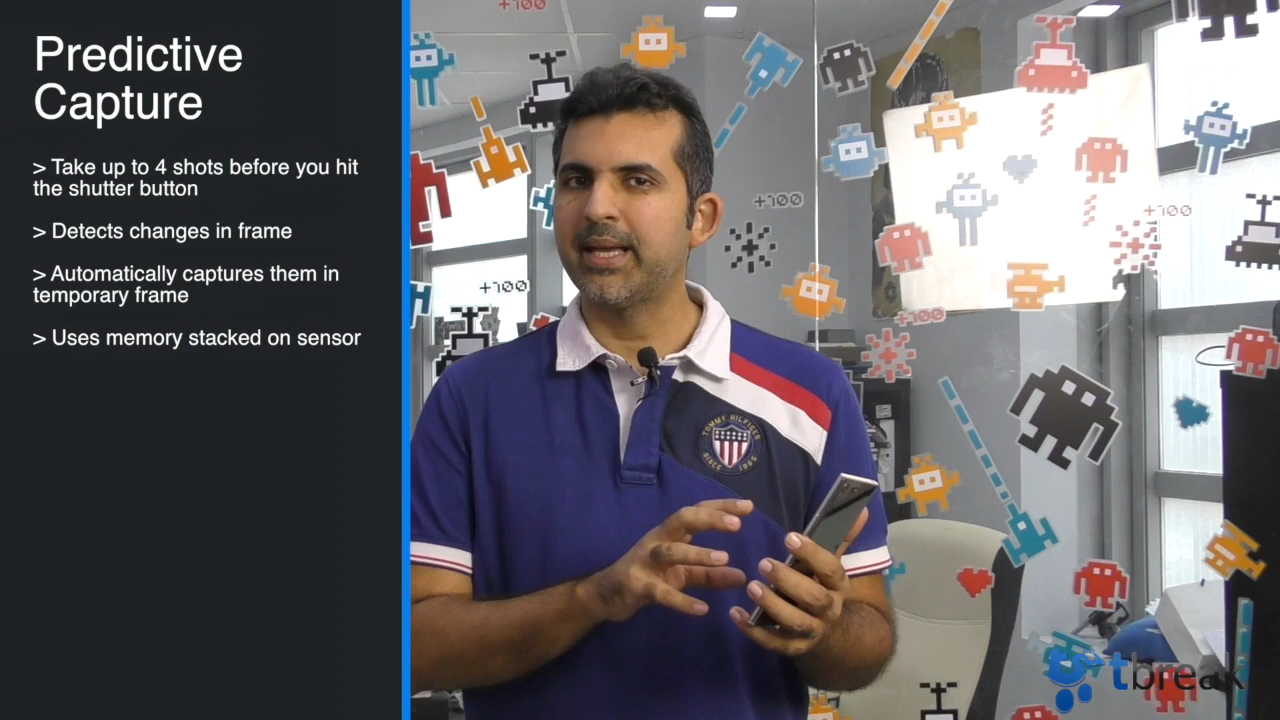 Predictive
Capture
> Take up to 4 shots before you hit
the shutter button
> Detects changes in frame
> Automatically captures them in
temporary frame
> Uses memory stacked on sensor
+100
+100
+100
+100
+100
TOMMY HILFIGER
SINCE 1985
tbreak